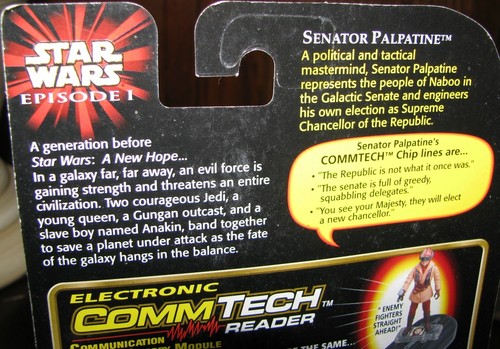 STAR
WARS
EPISODE I
A generation before
Star Wars: A New Hope...
In a galaxy far, far away, an evil force is
gaining strength and threatens an entire
civilization. Two courageous Jedi, a
young queen, a Gungan outcast, and a
slave boy named Anakin, band together
to save a planet under attack as the fate
of the galaxy hangs in the balance.
SENATOR PALPATINE™
A political and tactical
mastermind, Senator Palpatine
represents the people of Naboo in
the Galactic Senate and engineers
his own election as Supreme
Chancellor of the Republic.
Senator Palpatine's
COMMTECH™ Chip lines are...
• "The Republic is not what it once was."
• "The senate is full of greedy,
squabbling delegates."
• "You see your Majesty, they will elect
a new chancellor."
ELECTRONIC
COMMTECH™
READER
COMMUNICATION
MODULE
THE SAME...
"ENEMY
FIGHTERS
STRAIGHT
AHEAD!"